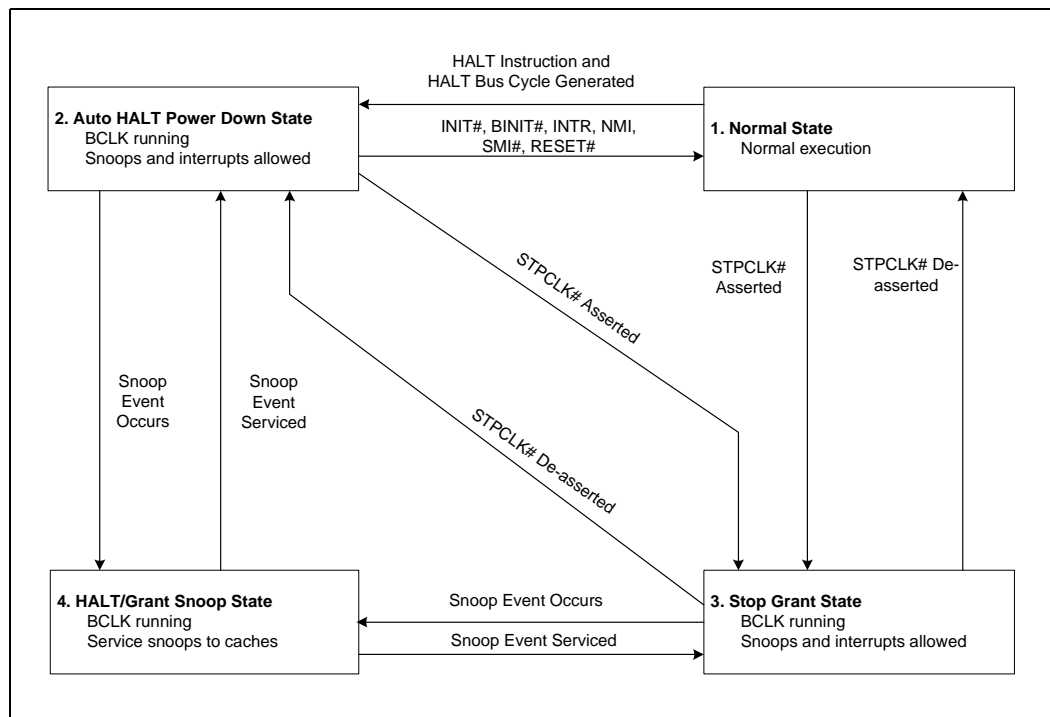 HALT Instruction and
HALT Bus Cycle Generated
2. Auto HALT Power Down State
BCLK running
Snoops and interrupts allowed
INIT#, BINIT#, INTR, NMI,
SMI#, RESET#
1. Normal State
Normal execution
STPCLK# Asserted
STPCLK#
Asserted
STPCLK# De-
asserted
Snoop
Event
Occurs
Snoop
Event
Serviced
STPCLK# De-asserted
4. HALT/Grant Snoop State
BCLK running
Service snoops to caches
Snoop Event Occurs
Snoop Event Serviced
3. Stop Grant State
BCLK running
Snoops and interrupts allowed